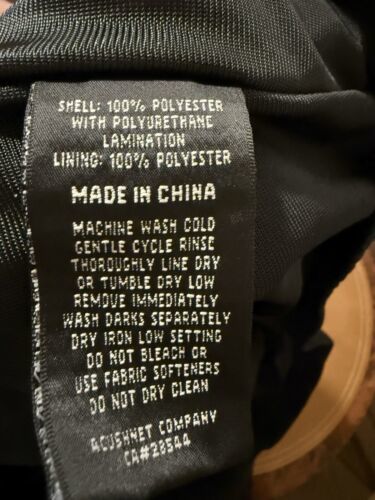 SHELL: 100% POLYESTER
WITH POLYURETHANE
LAMINATION
LINING: 100% POLYESTER
MADE IN CHINA
MACHINE WASH COLD
GENTLE CYCLE RINSE
THOROUGHLY LINE DRY
OR TUMBLE DRY LOW
REMOVE IMMEDIATELY
WASH DARKS SEPARATELY
DRY IRON LOW SETTING
DO NOT BLEACH OR
USE FABRIC SOFTENERS
DO NOT DRY CLEAN
ACUSHNET COMPANY
CA#28544